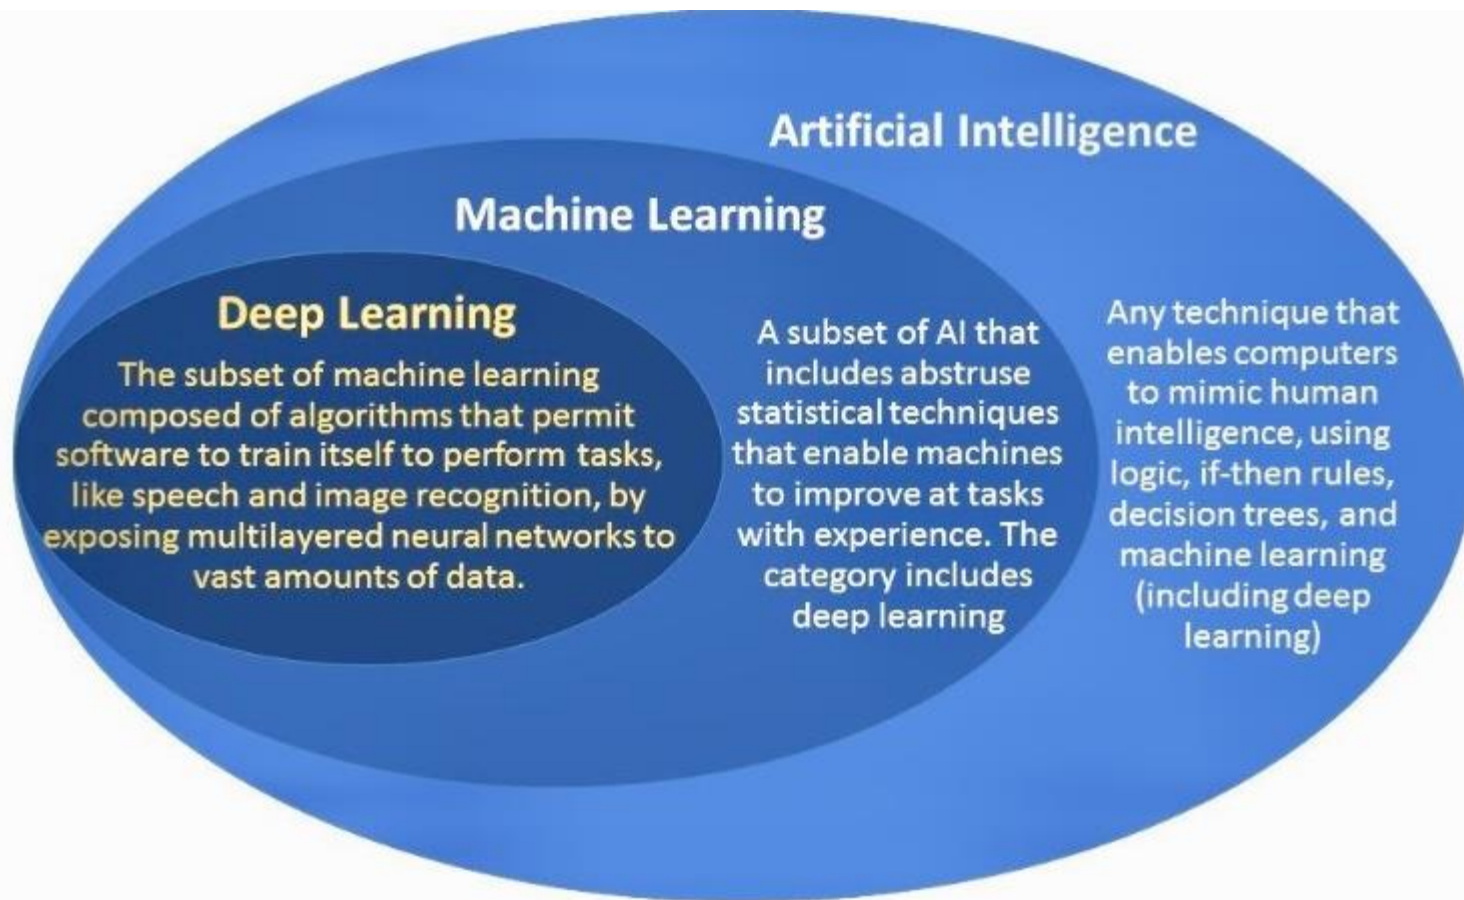 Artificial Intelligence
Machine Learning
Deep Learning
The subset of machine learning
composed of algorithms that permit
software to train itself to perform tasks,
like speech and image recognition, by
exposing multilayered neural networks to
vast amounts of data.
A subset of AI that
includes abstruse
statistical techniques
that enable machines
to improve at tasks
with experience. The
category includes
deep learning
Any technique that
enables computers
to mimic human
intelligence, using
logic, if-then rules,
decision trees, and
machine learning
(including deep
learning)